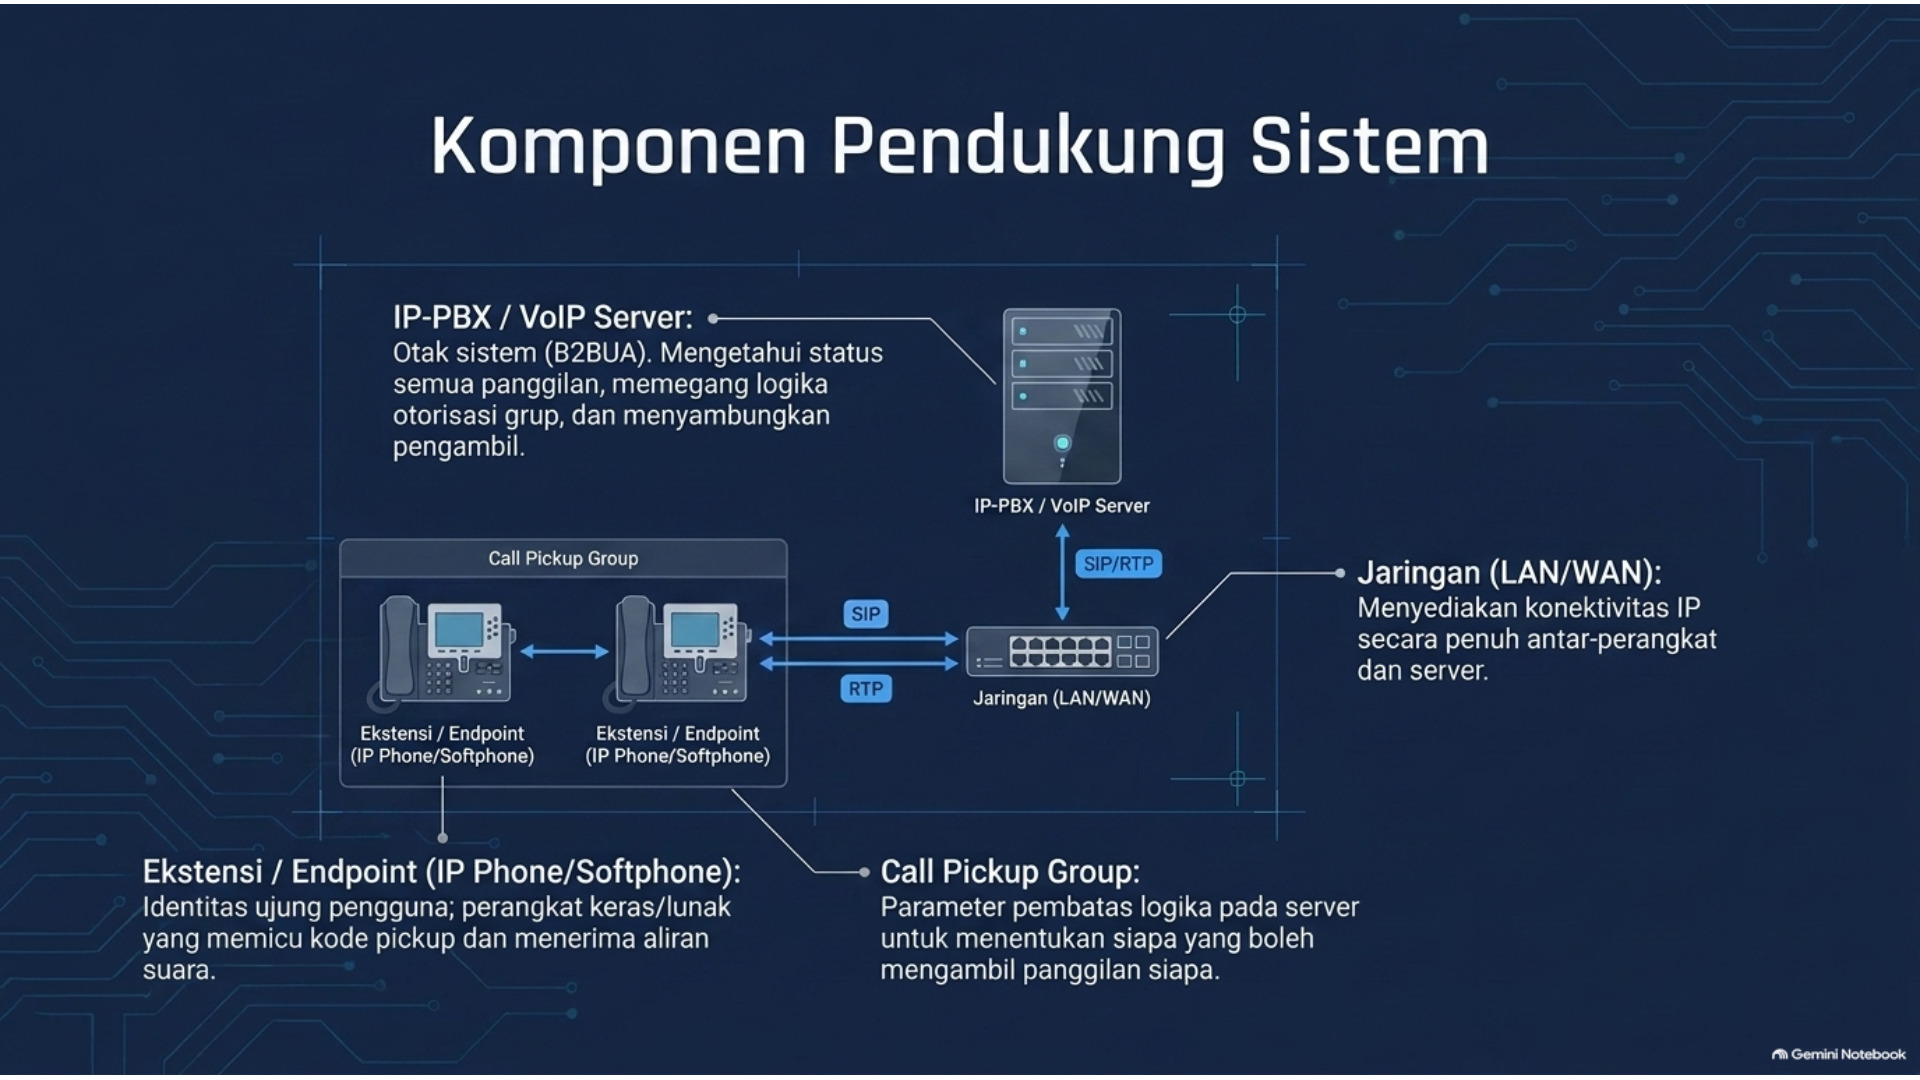 Komponen Pendukung Sistem
IP-PBX / VoIP Server:
Otak sistem (B2BUA). Mengetahui status
semua panggilan, memegang logika
otorisasi grup, dan menyambungkan
pengambil.
IP-PBX / VoIP Server
SIP/RTP
Call Pickup Group
SIP
RTP
Ekstensi / Endpoint
(IP Phone/Softphone)
Ekstensi / Endpoint
(IP Phone/Softphone)
Jaringan (LAN/WAN)
Jaringan (LAN/WAN):
Menyediakan konektivitas IP
secara penuh antar-perangkat
dan server.
Ekstensi / Endpoint (IP Phone/Softphone):
Identitas ujung pengguna; perangkat keras/lunak
yang memicu kode pickup dan menerima aliran
suara.
Call Pickup Group:
Parameter pembatas logika pada server
untuk menentukan siapa yang boleh
mengambil panggilan siapa.
Gemini Notebook